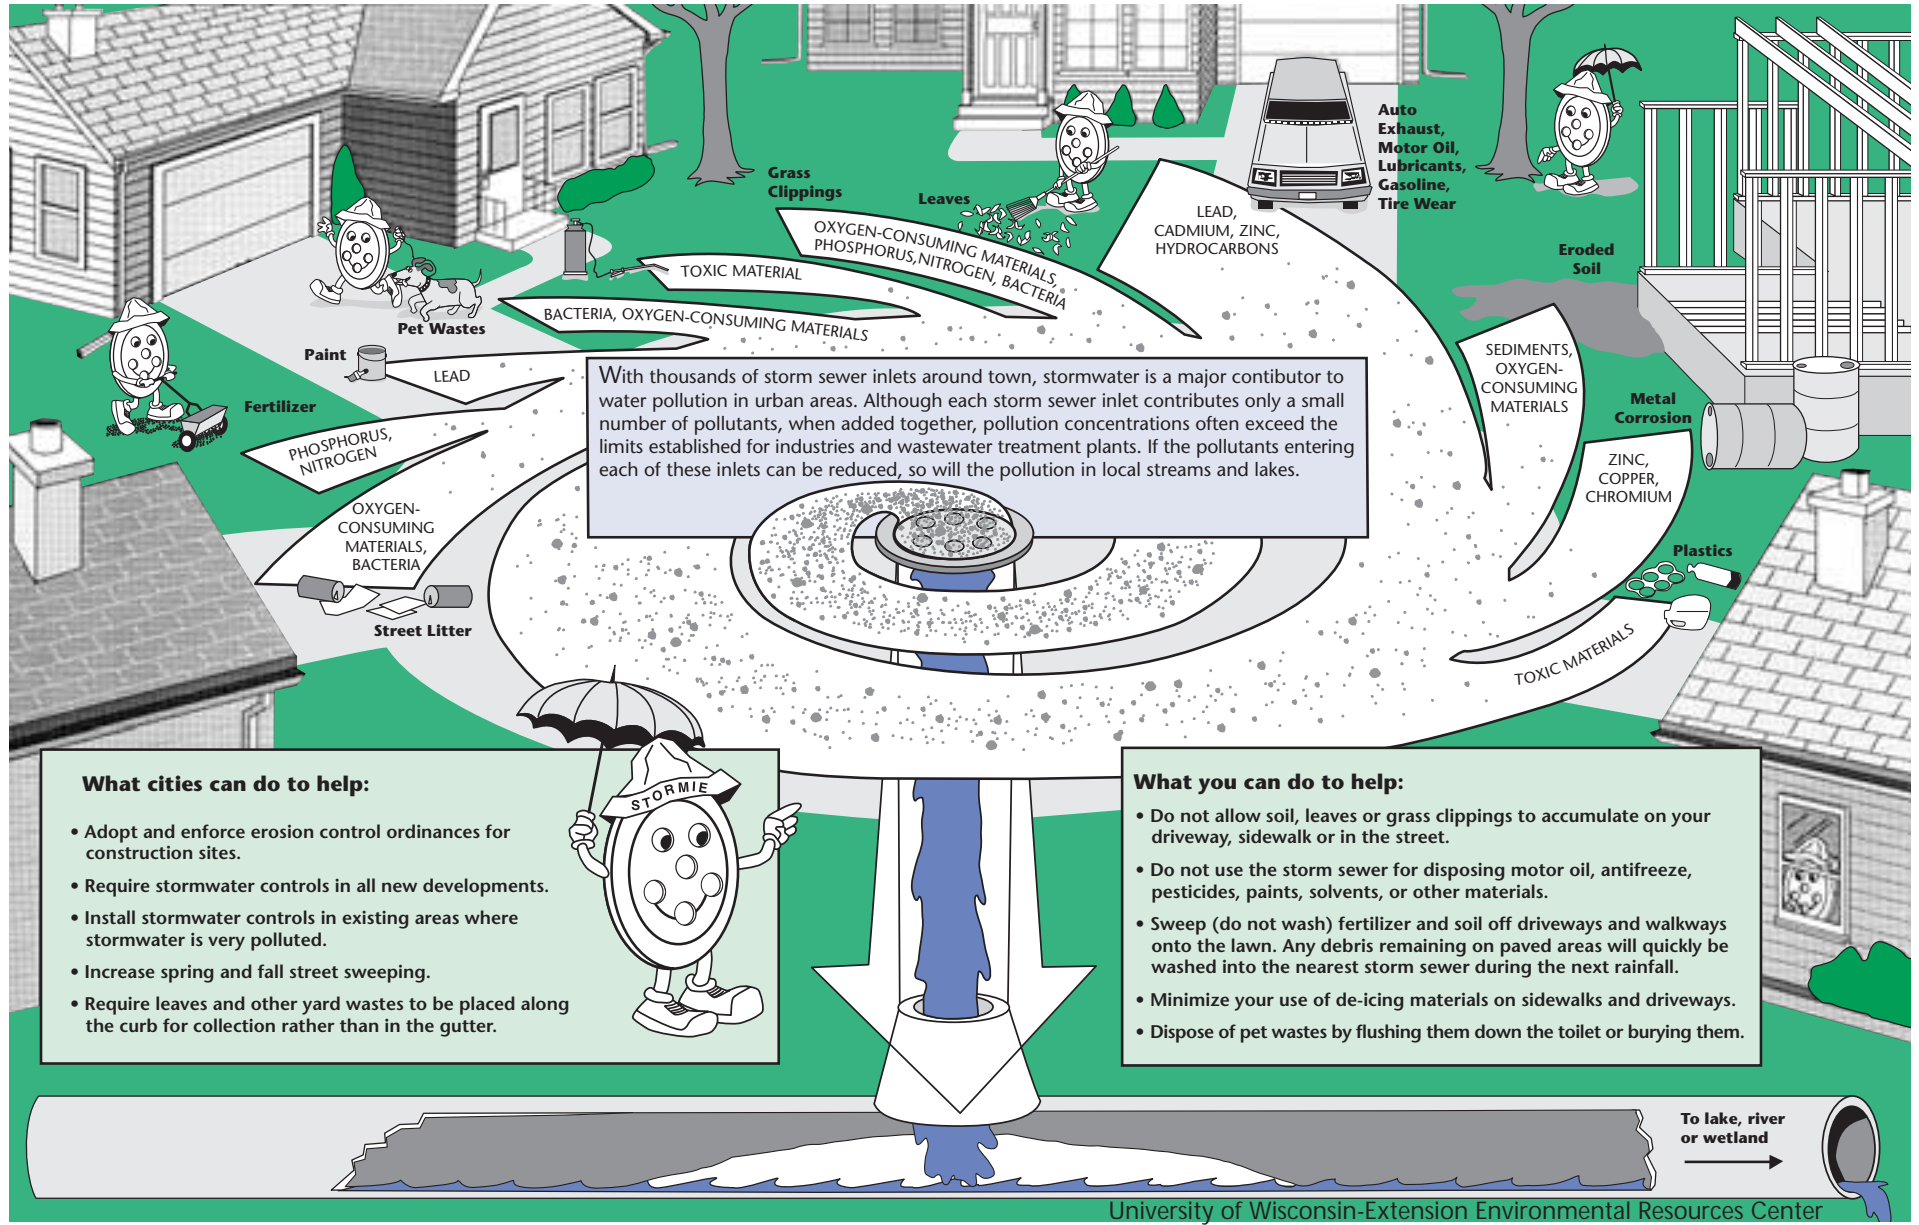 Auto
Exhaust,
Motor Oil,
Lubricants,
Gasoline,
Tire Wear
Grass
Clippings
Leaves
LEAD,
CADMIUM, ZINC,
HYDROCARBONS
OXYGEN-CONSUMING MATERIALS,
PHOSPHORUS, NITROGEN, BACTERIA
TOXIC MATERIAL
Eroded
Soil
Pet Wastes
BACTERIA, OXYGEN-CONSUMING MATERIALS
Paint
LEAD
SEDIMENTS,
OXYGEN-
CONSUMING
MATERIALS
Fertilizer
PHOSPHORUS,
NITROGEN
Metal
Corrosion
ZINC,
COPPER,
CHROMIUM
With thousands of storm sewer inlets around town, stormwater is a major contibutor to
water pollution in urban areas. Although each storm sewer inlet contributes only a small
number of pollutants, when added together, pollution concentrations often exceed the
limits established for industries and wastewater treatment plants. If the pollutants entering
each of these inlets can be reduced, so will the pollution in local streams and lakes.
OXYGEN-
CONSUMING
MATERIALS,
BACTERIA
Street Litter
Plastics
TOXIC MATERIALS
What cities can do to help:
• Adopt and enforce erosion control ordinances for
construction sites.
• Require stormwater controls in all new developments.
• Install stormwater controls in existing areas where
stormwater is very polluted.
• Increase spring and fall street sweeping.
• Require leaves and other yard wastes to be placed along
the curb for collection rather than in the gutter.
STORMIE
What you can do to help:
• Do not allow soil, leaves or grass clippings to accumulate on your
driveway, sidewalk or in the street.
• Do not use the storm sewer for disposing motor oil, antifreeze,
pesticides, paints, solvents, or other materials.
• Sweep (do not wash) fertilizer and soil off driveways and walkways
onto the lawn. Any debris remaining on paved areas will quickly be
washed into the nearest storm sewer during the next rainfall.
• Minimize your use of de-icing materials on sidewalks and driveways.
• Dispose of pet wastes by flushing them down the toilet or burying them.
To lake, river
or wetland
University of Wisconsin-Extension Environmental Resources Center